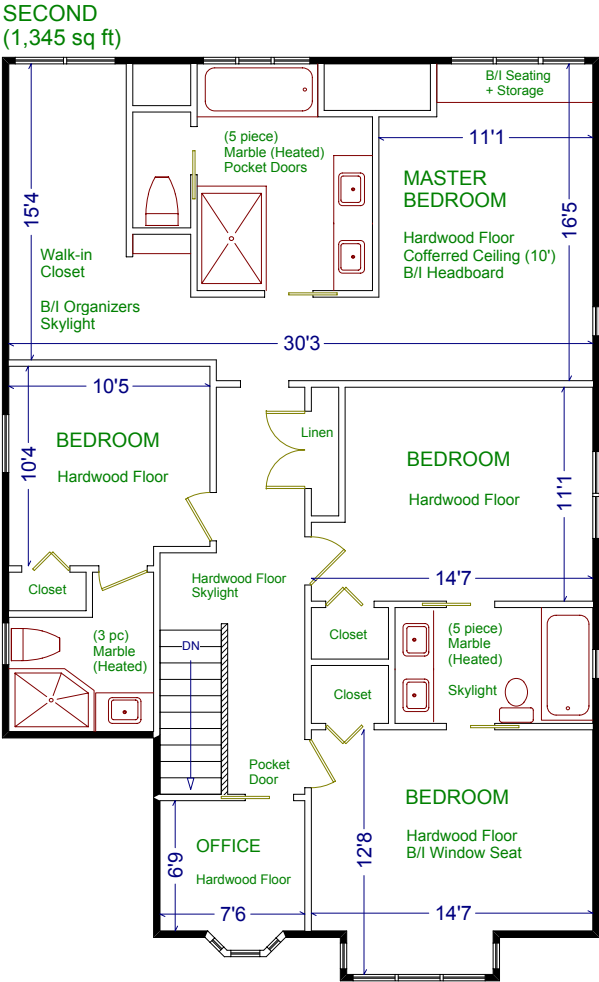 SECOND
(1,345 sq ft)
B/I Seating
+ Storage
(5 piece)
Marble (Heated)
Pocket Doors
11'1
15'4
MASTER
BEDROOM
16'5
Hardwood Floor
Cofferred Ceiling (10')
B/I Headboard
Walk-in
Closet
B/I Organizers
Skylight
30'3
10'5
BEDROOM
Hardwood Floor
10'4
Linen
BEDROOM
Hardwood Floor
11'1
14'7
Closet
Hardwood Floor
Skylight
(3 pc)
Marble
(Heated)
DN
Closet
(5 piece)
Marble
(Heated)
Skylight
Closet
Pocket
Door
BEDROOM
Hardwood Floor
B/I Window Seat
12'8
OFFICE
Hardwood Floor
6'9
7'6
14'7